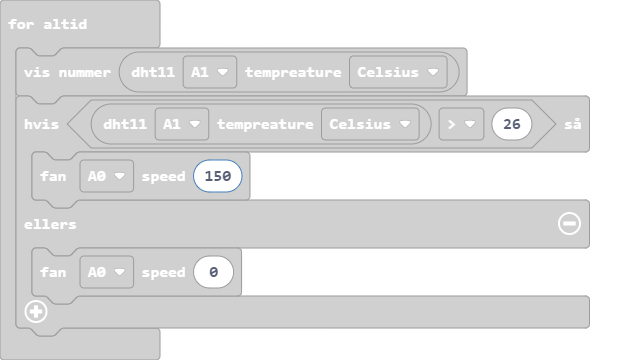 for altid
vis nummer dht11 A1 tempreature Celsius
hvis dht11 A1 tempreature Celsius > 26 så
fan A0 speed 150
ellers
fan A0 speed 0